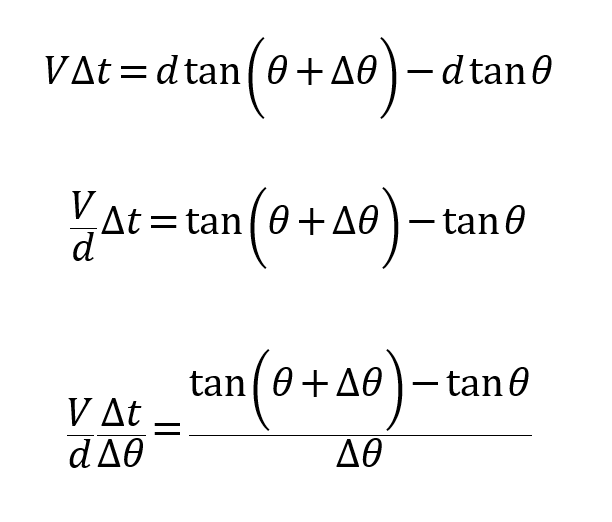 VΔt = d tan(θ + Δθ) − d tan θ
V/d Δt = tan(θ + Δθ) − tan θ
V/d Δt/Δθ = (tan(θ + Δθ) − tan θ)/Δθ